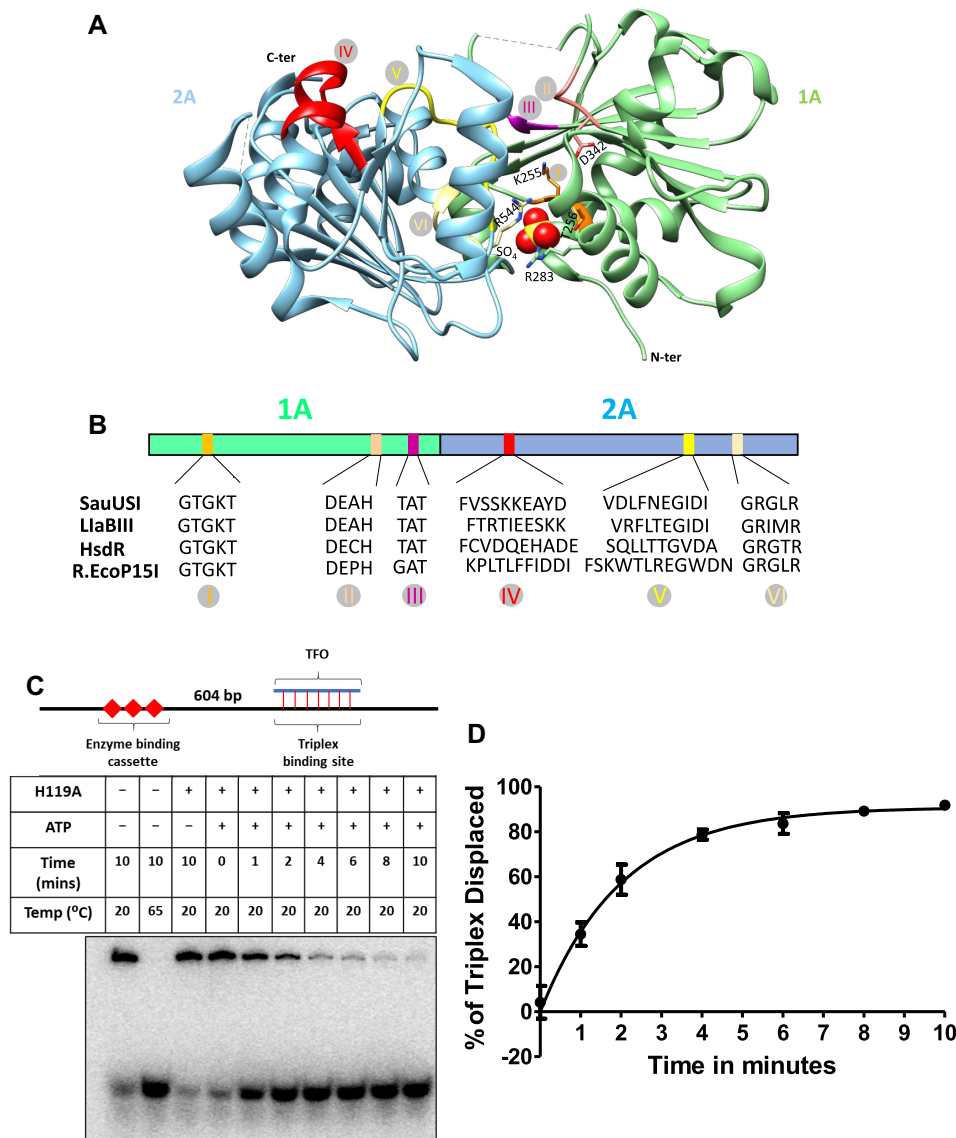 A
C-ter
IV
V
2A
II
III
1A
D342
K255
I
R544
T256
VI
SO4
R283
N-ter
B
1A 2A
SauUSI GTGKT DEAH TAT FVSSKKEAYD VDLFNEGIDI GRGLR
LlaBIII GTGKT DEAH TAT FTRTIEESKK VRFLTEGIDI GRIMR
HsdR GTGKT DECH TAT FCVDQEHADE SQLLTTGVDA GRGTR
R.EcoP15I GTGKT DEPH GAT KPLTLFFIDDI FSKWTLREGWDN GRGLR
I II III IV V VI
C
TFO
604 bp
Enzyme binding
cassette
Triplex
binding site
H119A – – + + + + + + + +
ATP – – – + + + + + + +
Time
(mins) 10 10 10 0 1 2 4 6 8 10
Temp (⁰C) 20 65 20 20 20 20 20 20 20 20
D
% of Triplex Displaced
100
80
60
40
20
0
-20
1 2 3 4 5 6 7 8 9 10
Time in minutes